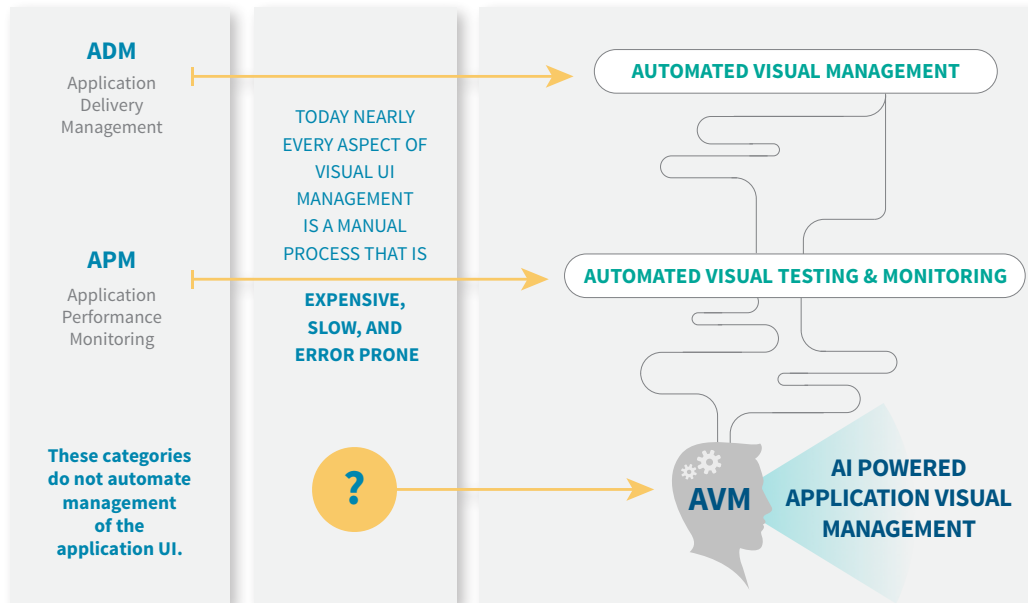 ADM
Application
Delivery
Management
APM
Application
Performance
Monitoring
These categories
do not automate
management
of the
application UI.
TODAY NEARLY
EVERY ASPECT OF
VISUAL UI
MANAGEMENT
IS A MANUAL
PROCESS THAT IS
EXPENSIVE,
SLOW, AND
ERROR PRONE
?
AUTOMATED VISUAL MANAGEMENT
AUTOMATED VISUAL TESTING & MONITORING
AVM
AI POWERED
APPLICATION VISUAL
MANAGEMENT